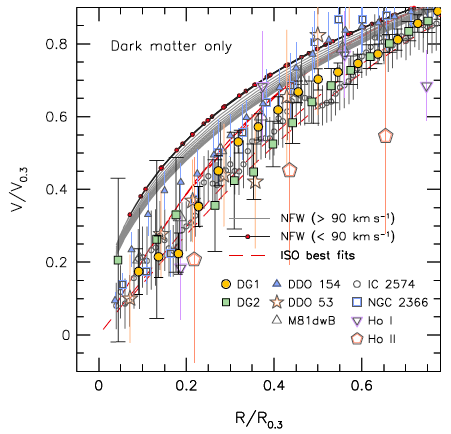 Dark matter only
0.8
0.6
0.4
0.2
0
V/V0.3
NFW (> 90 km s⁻¹)
NFW (< 90 km s⁻¹)
ISO best fits
DG1 DDO 154 IC 2574
DG2 DDO 53 NGC 2366
M81dwB Ho I
Ho II
0 0.2 0.4 0.6
R/R0.3